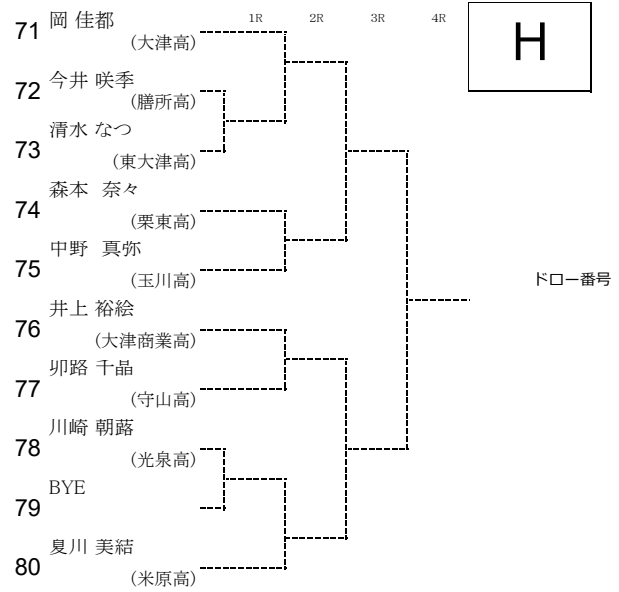 1R 2R 3R 4R
H
71 岡 佳都
(大津高)
72 今井 咲季
(膳所高)
73 清水 なつ
(東大津高)
74 森本 奈々
(栗東高)
75 中野 真弥
(玉川高)
ドロー番号
76 井上 裕絵
(大津商業高)
77 卯路 千晶
(守山高)
78 川崎 朝蕗
(光泉高)
79 BYE
80 夏川 美結
(米原高)